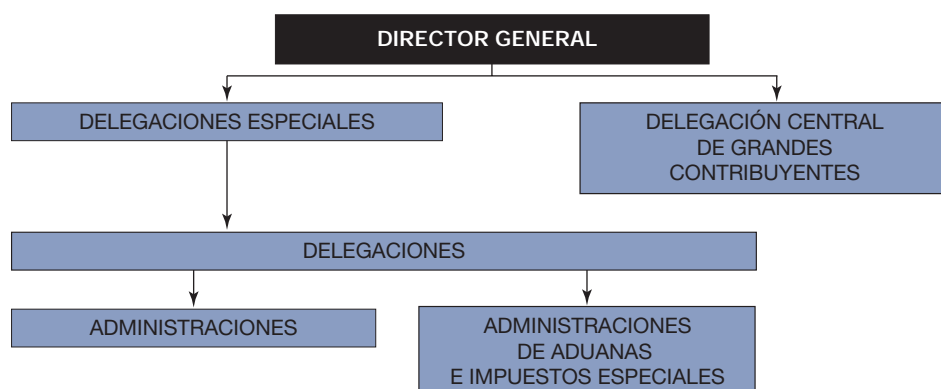 DIRECTOR GENERAL
DELEGACIONES ESPECIALES
DELEGACIÓN CENTRAL
DE GRANDES
CONTRIBUYENTES
DELEGACIONES
ADMINISTRACIONES
ADMINISTRACIONES
DE ADUANAS
E IMPUESTOS ESPECIALES